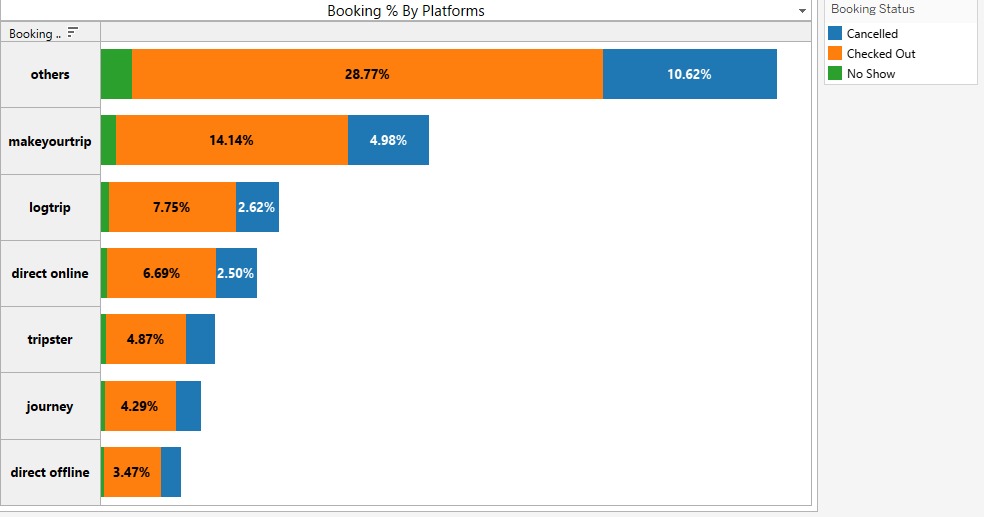 Booking % By Platforms
Booking ..
others 28.77% 10.62%
makeyourtrip 14.14% 4.98%
logtrip 7.75% 2.62%
direct online 6.69% 2.50%
tripster 4.87%
journey 4.29%
direct offline 3.47%
Booking Status
Cancelled
Checked Out
No Show